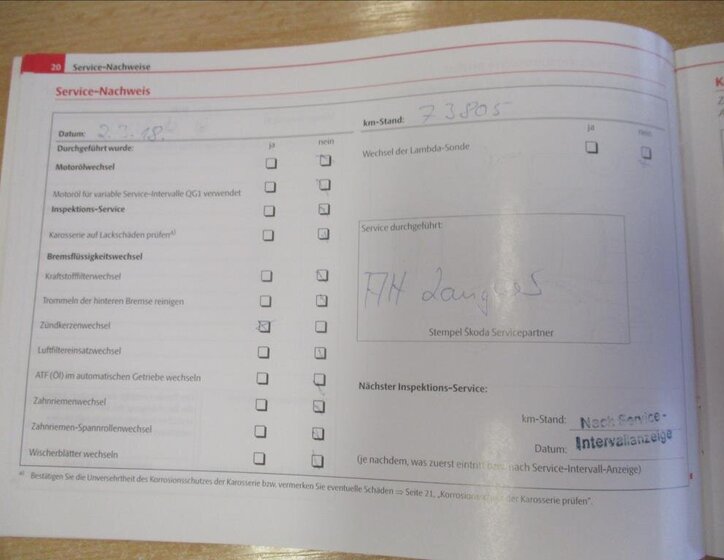 20 Service-Nachweise
Service-Nachweis
Datum: 2.7.18.
km-Stand: 73805
Durchgeführt wurde: ja nein
ja nein
Motorölwechsel
Wechsel der Lambda-Sonde
Motoröl für variable Service-Intervalle QG1 verwendet
Inspektions-Service
Karosserie auf Lackschäden prüfen⁴⁾
Service durchgeführt:
Bremsflüssigkeitswechsel
Kraftstofffilterwechsel
AH
Trommeln der hinteren Bremse reinigen
Zündkerzenwechsel
Stempel Škoda Servicepartner
Luftfiltereinsatzwechsel
ATF (Öl) im automatischen Getriebe wechseln
Nächster Inspektions-Service:
Zahnriemenwechsel
km-Stand: Nach Service-
Zahnriemen-Spannrollenwechsel
Datum: Intervallanzeige
Wischerblätter wechseln
(je nachdem, was zuerst eintritt bzw. nach Service-Intervall-Anzeige)
⁴⁾ Bestätigen Sie die Unversehrtheit des Korrosionsschutzes der Karosserie bzw. vermerken Sie eventuelle Schäden ⇒ Seite 21, „Korrosionsschutz der Karosserie prüfen".
K